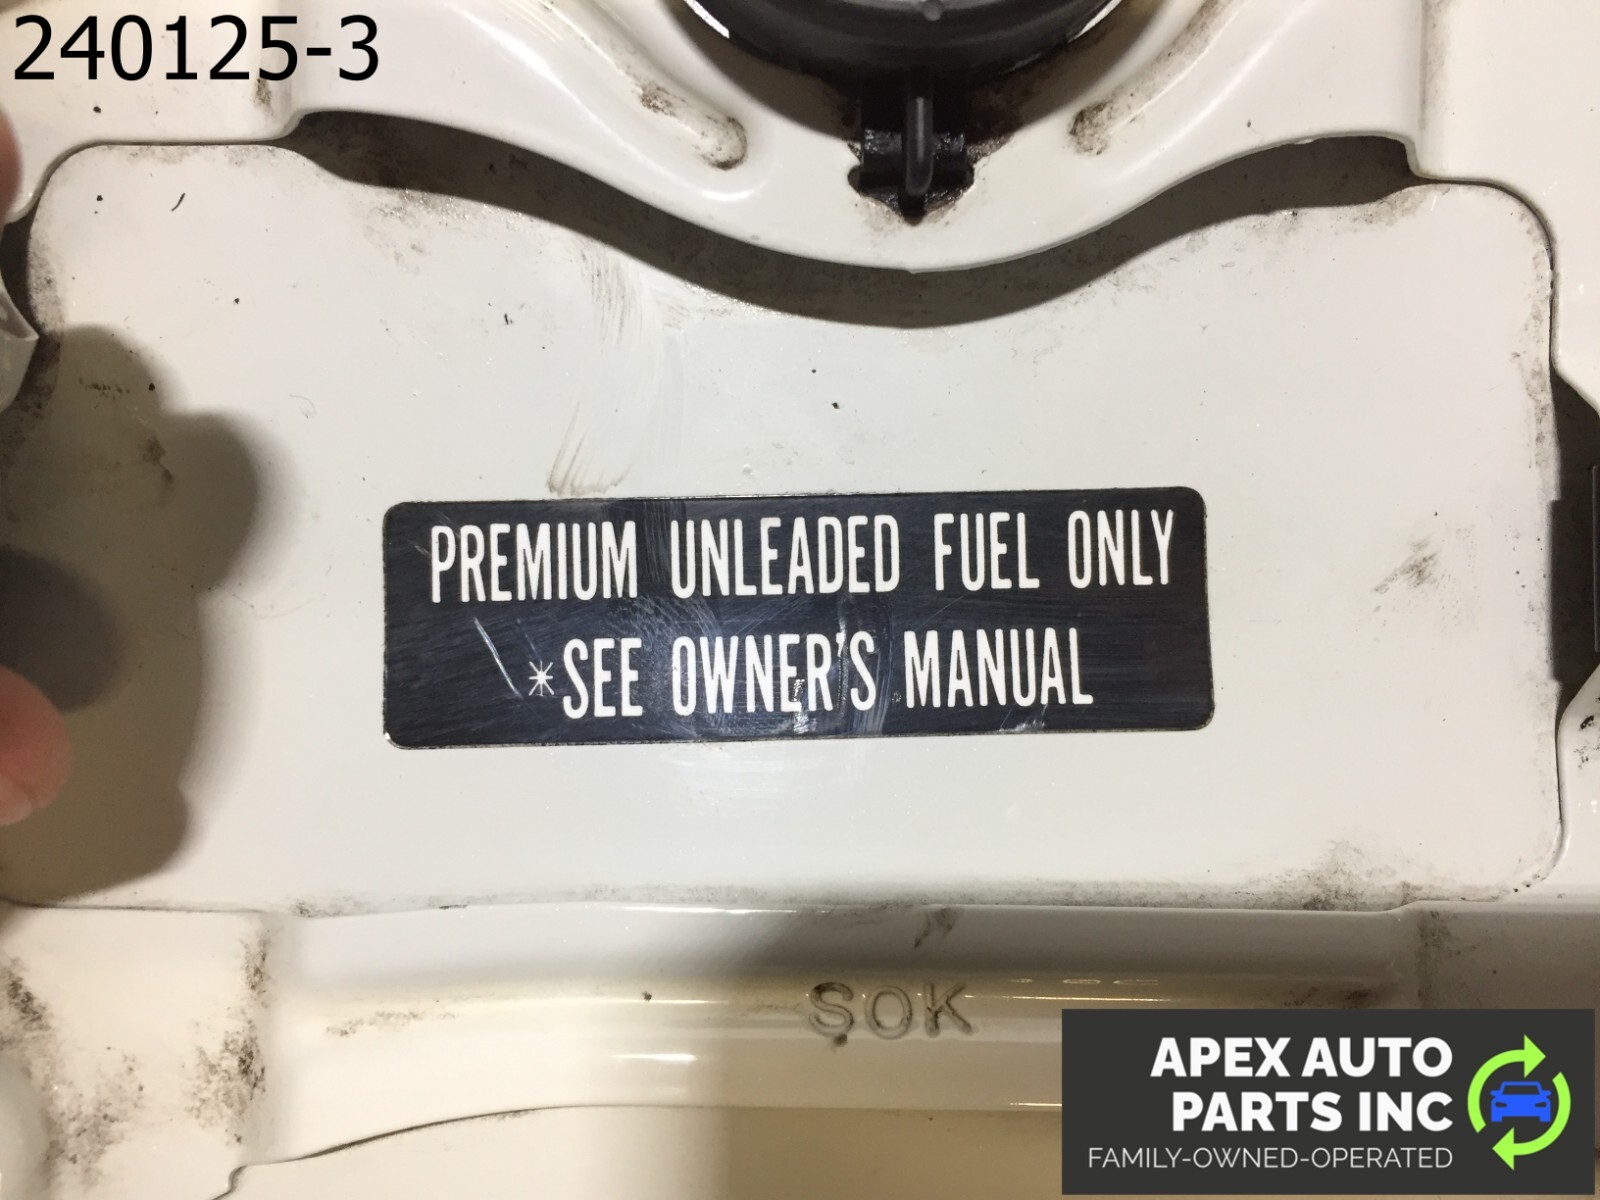 240125-3
PREMIUM UNLEADED FUEL ONLY
*SEE OWNER'S MANUAL
SOK
APEX AUTO
PARTS INC
FAMILY-OWNED-OPERATED